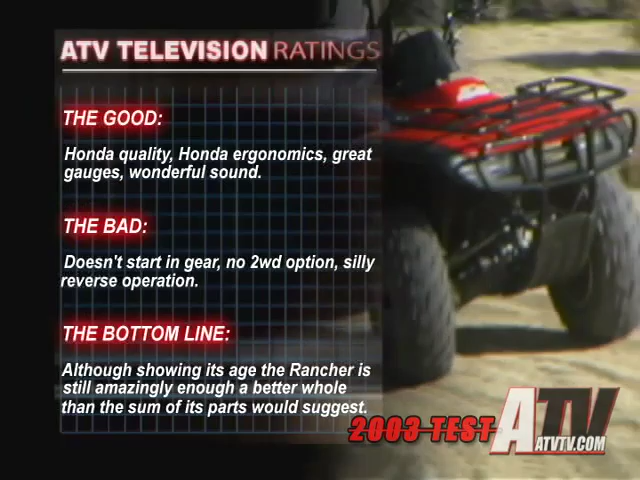 ATV TELEVISION RATINGS
THE GOOD:
Honda quality, Honda ergonomics, great
gauges, wonderful sound.
THE BAD:
Doesn't start in gear, no 2wd option, silly
reverse operation.
THE BOTTOM LINE:
Although showing its age the Rancher is
still amazingly enough a better whole
than the sum of its parts would suggest.
2003 TEST
ATV
ATVTV.COM